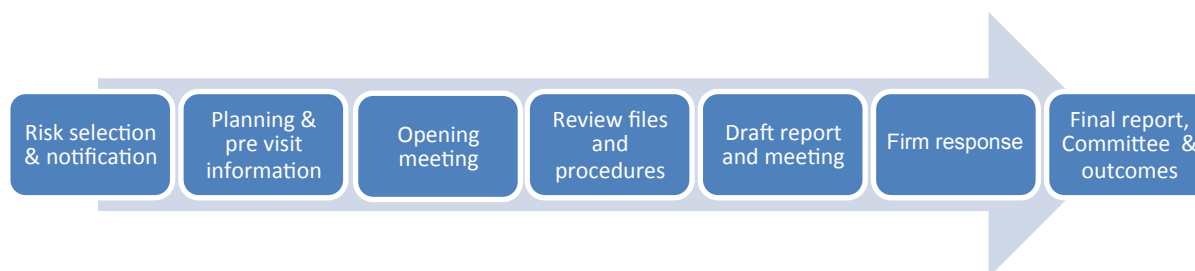 Risk selection
& notification
Planning &
pre visit
information
Opening
meeting
Review files
and
procedures
Draft report
and meeting
Firm response
Final report,
Committee &
outcomes